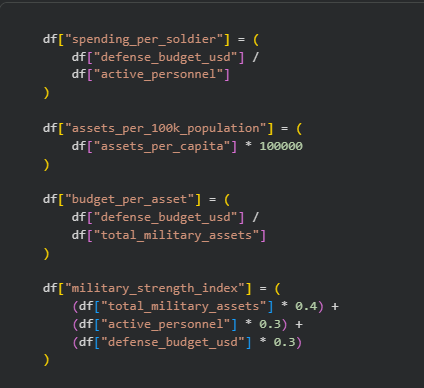 df["spending_per_soldier"] = (
    df["defense_budget_usd"] /
    df["active_personnel"]
)
df["assets_per_100k_population"] = (
    df["assets_per_capita"] * 100000
)
df["budget_per_asset"] = (
    df["defense_budget_usd"] /
    df["total_military_assets"]
)
df["military_strength_index"] = (
    (df["total_military_assets"] * 0.4) +
    (df["active_personnel"] * 0.3) +
    (df["defense_budget_usd"] * 0.3)
)